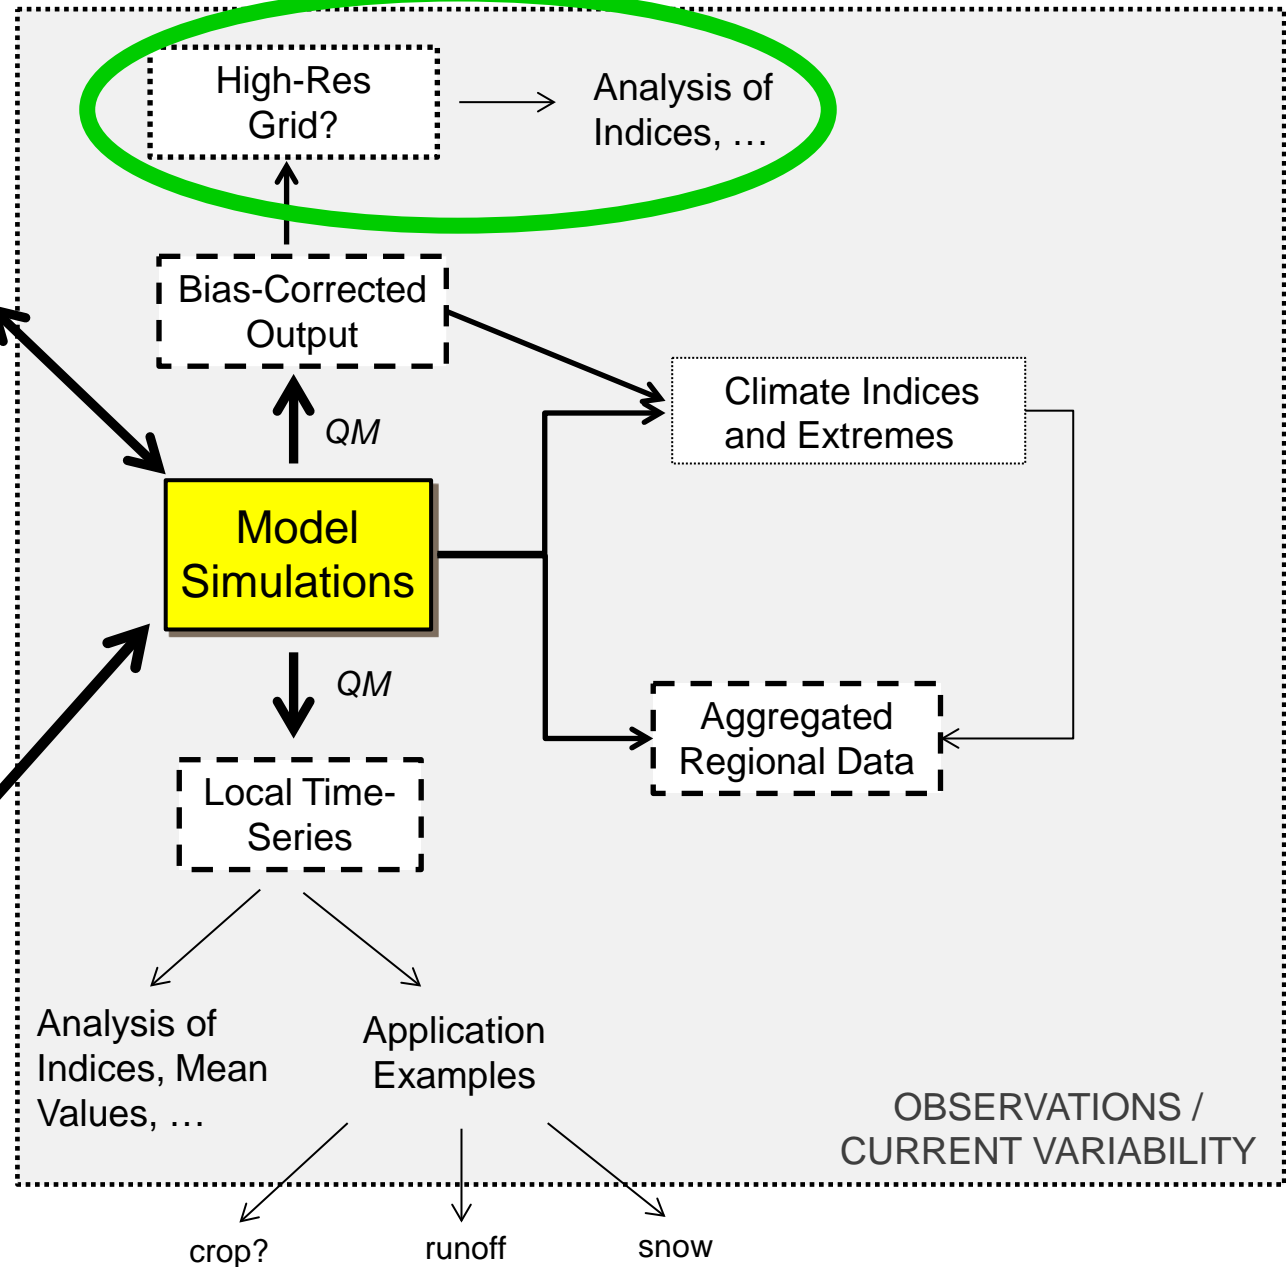 High-Res
Grid?
Analysis of
Indices, …
Bias-Corrected
Output
QM
Climate Indices
and Extremes
Model
Simulations
QM
Aggregated
Regional Data
Local Time-
Series
Analysis of
Indices, Mean
Values, …
Application
Examples
OBSERVATIONS /
CURRENT VARIABILITY
crop?
runoff
snow